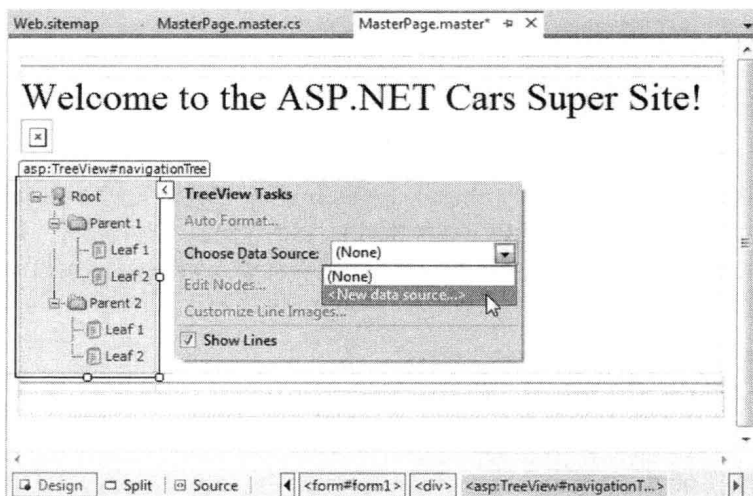 Web.sitemap MasterPage.master.cs MasterPage.master*
Welcome to the ASP.NET Cars Super Site!
asp:TreeView#navigationTree
Root
Parent 1
Leaf 1
Leaf 2
Parent 2
Leaf 1
Leaf 2
TreeView Tasks
Auto Format...
Choose Data Source: (None)
(None)
<New data source...>
Edit Nodes...
Customize Line Images...
Show Lines
Design Split Source <form#form1> <div> <asp:TreeView#navigationT...>